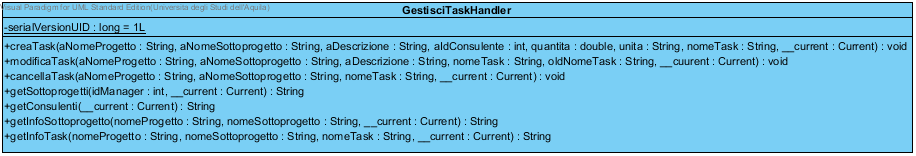 Visual Paradigm for UML Standard Edition(Universita degli Studi dell'Aquila)
GestisciTaskHandler
-serialVersionUID : long = 1L
+creaTask(aNomeProgetto : String, aNomeSottoprogetto : String, aDescrizione : String, aIdConsulente : int, quantita : double, unita : String, nomeTask : String, __current : Current) : void
+modificaTask(aNomeProgetto : String, aNomeSottoprogetto : String, aDescrizione : String, nomeTask : String, oldNomeTask : String, __cuurent : Current) : void
+cancellaTask(aNomeProgetto : String, aNomeSottoprogetto : String, nomeTask : String, __current : Current) : void
+getSottoprogetti(idManager : int, __current : Current) : String
+getConsulenti(__current : Current) : String
+getInfoSottoprogetto(nomeProgetto : String, nomeSottoprogetto : String, __current : Current) : String
+getInfoTask(nomeProgetto : String, nomeSottoprogetto : String, nomeTask : String, __current : Current) : String